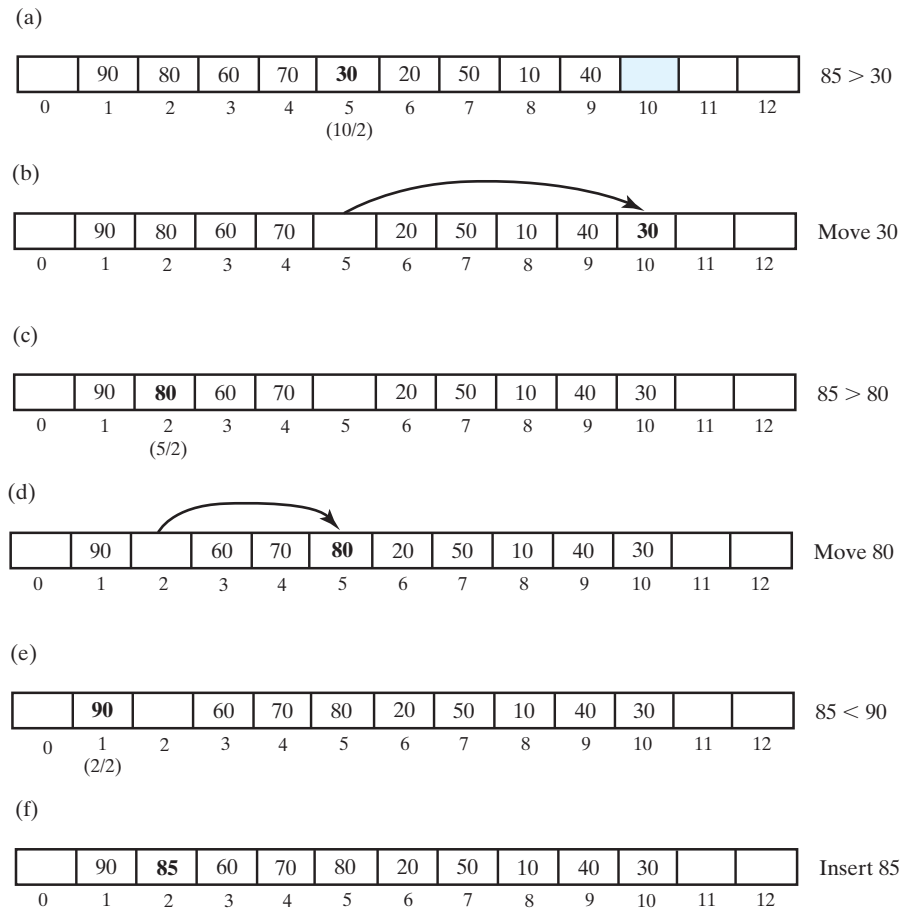 (a)
90 80 60 70 30 20 50 10 40 85 > 30
0 1 2 3 4 5 6 7 8 9 10 11 12
(10/2)
(b)
90 80 60 70 20 50 10 40 30 Move 30
0 1 2 3 4 5 6 7 8 9 10 11 12
(c)
90 80 60 70 20 50 10 40 30 85 > 80
0 1 2 3 4 5 6 7 8 9 10 11 12
(5/2)
(d)
90 60 70 80 20 50 10 40 30 Move 80
0 1 2 3 4 5 6 7 8 9 10 11 12
(e)
90 60 70 80 20 50 10 40 30 85 < 90
0 1 2 3 4 5 6 7 8 9 10 11 12
(2/2)
(f)
90 85 60 70 80 20 50 10 40 30 Insert 85
0 1 2 3 4 5 6 7 8 9 10 11 12